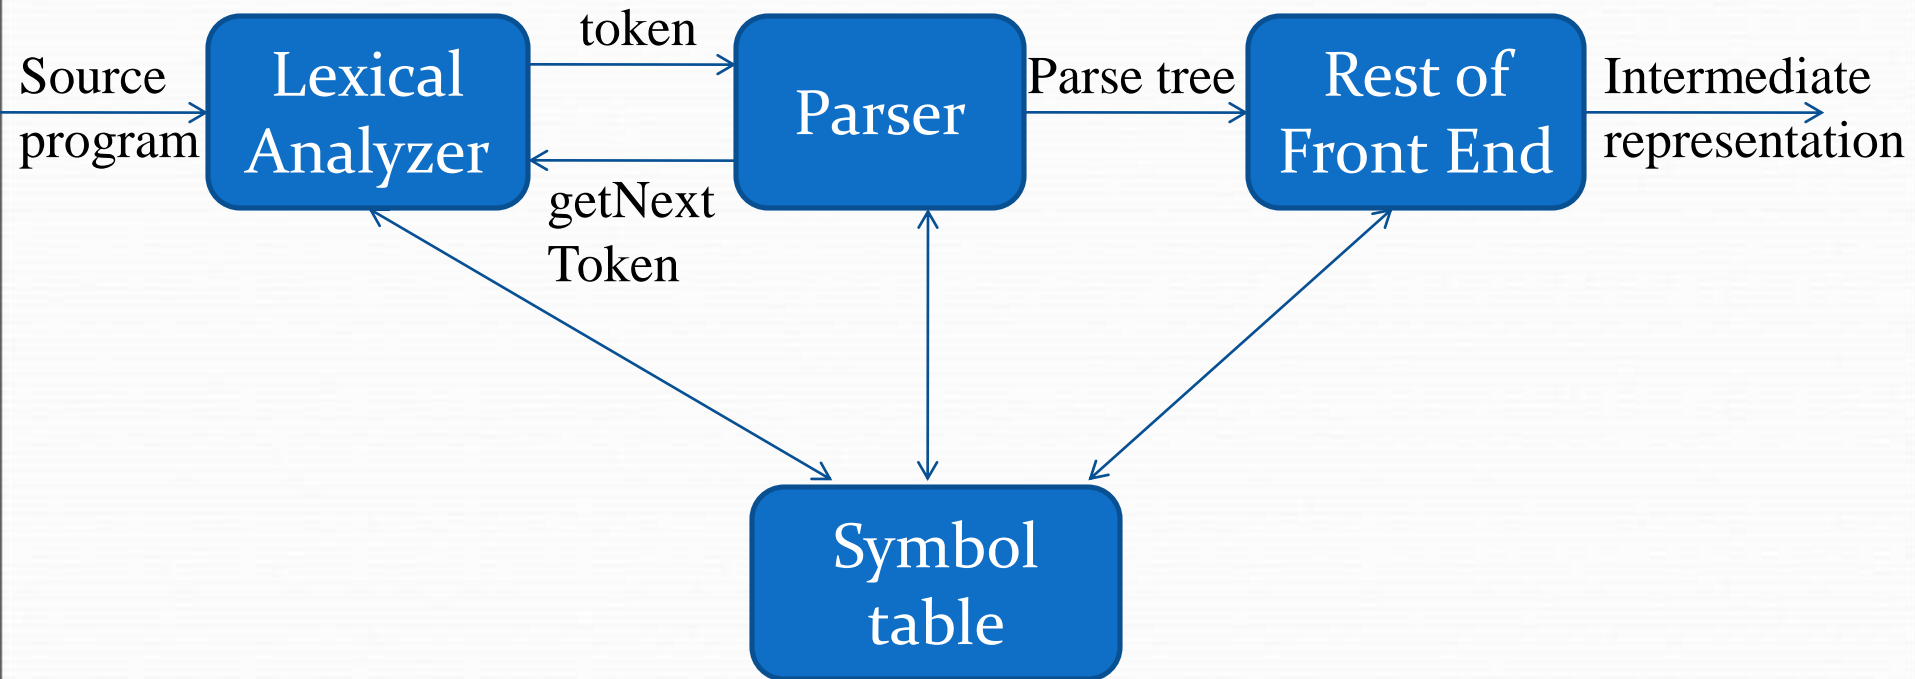 Source
program
Lexical
Analyzer
token
getNext
Token
Parser
Parse tree
Rest of
Front End
Intermediate
representation
Symbol
table